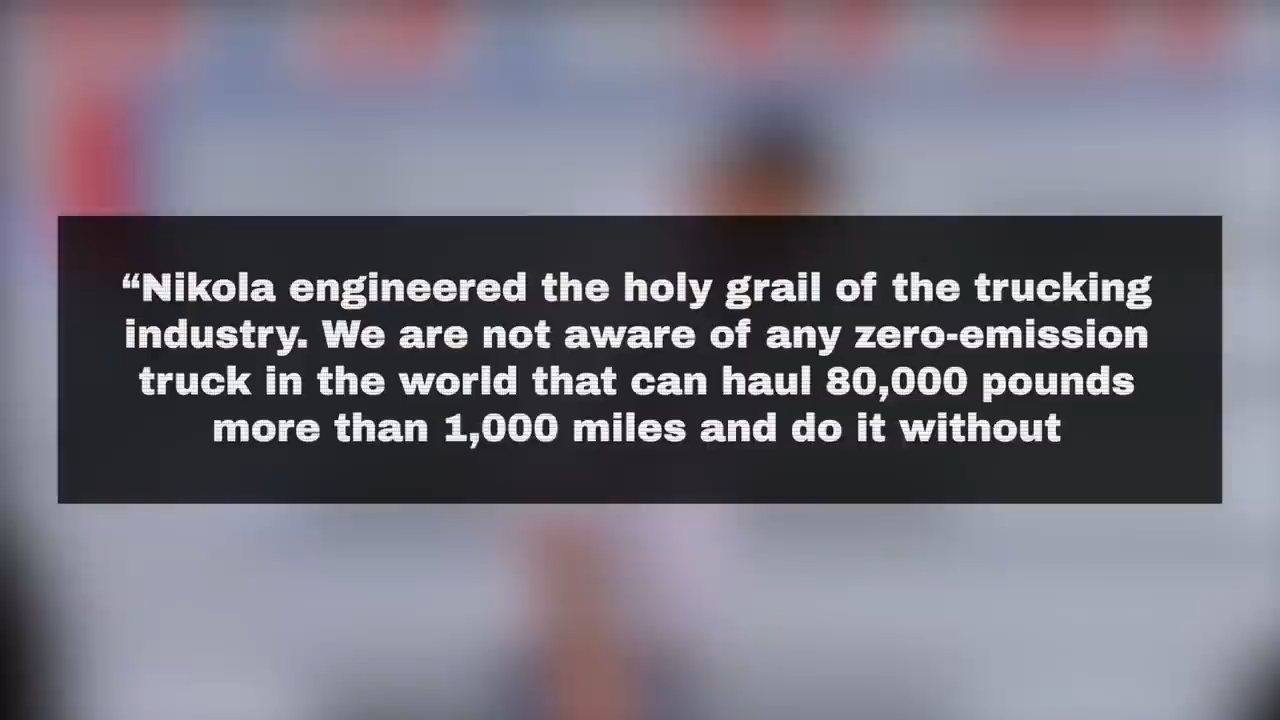 “Nikola engineered the holy grail of the trucking
industry. We are not aware of any zero-emission
truck in the world that can haul 80,000 pounds
more than 1,000 miles and do it without